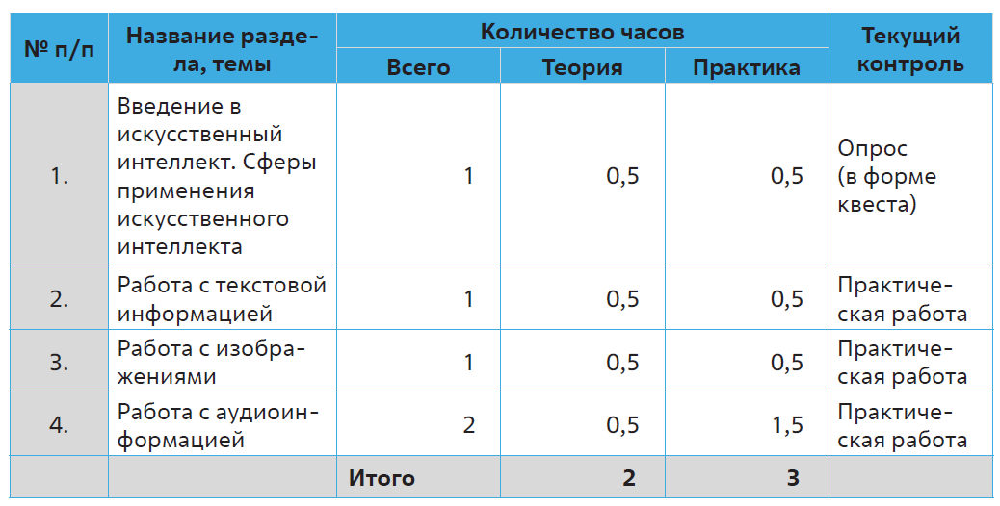 № п/п
Название разде-
ла, темы
Количество часов
Всего
Теория
Практика
Текущий
контроль
1.
Введение в
искусственный
интеллект. Сферы
применения
искусственного
интеллекта
1
0,5
0,5
Опрос
(в форме
квеста)
2.
Работа с текстовой
информацией
1
0,5
0,5
Практиче-
ская работа
3.
Работа с изобра-
жениями
1
0,5
0,5
Практиче-
ская работа
4.
Работа с аудиоин-
формацией
2
0,5
1,5
Практиче-
ская работа
Итого
2
3